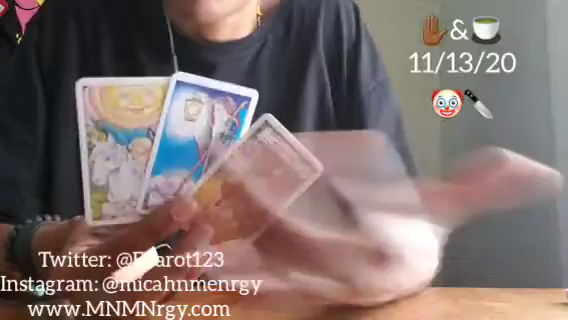 ✋🏾&🍵
11/13/20
🤡🔪
Twitter:
Instagram: @micahnmenrgy
www.MNMNrgy.com